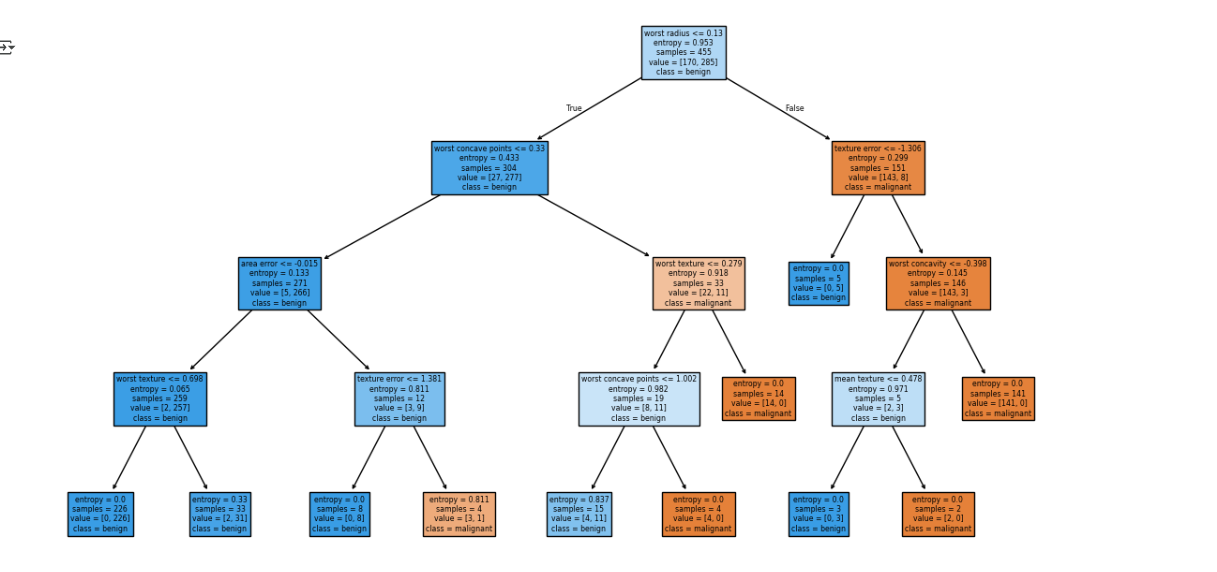 worst radius <= 0.13
entropy = 0.953
samples = 455
value = [170, 285]
class = benign
True
False
worst concave points <= 0.33
entropy = 0.433
samples = 304
value = [27, 277]
class = benign
texture error <= -1.306
entropy = 0.299
samples = 151
value = [143, 8]
class = malignant
area error <= -0.015
entropy = 0.133
samples = 271
value = [5, 266]
class = benign
worst texture <= 0.279
entropy = 0.918
samples = 33
value = [22, 11]
class = malignant
entropy = 0.0
samples = 5
value = [0, 5]
class = benign
worst concavity <= -0.398
entropy = 0.145
samples = 146
value = [143, 3]
class = malignant
worst texture <= 0.698
entropy = 0.065
samples = 259
value = [2, 257]
class = benign
texture error <= 1.381
entropy = 0.811
samples = 12
value = [3, 9]
class = benign
worst concave points <= 1.002
entropy = 0.982
samples = 19
value = [8, 11]
class = benign
entropy = 0.0
samples = 14
value = [14, 0]
class = malignant
mean texture <= 0.478
entropy = 0.971
samples = 5
value = [2, 3]
class = benign
entropy = 0.0
samples = 141
value = [141, 0]
class = malignant
entropy = 0.0
samples = 226
value = [0, 226]
class = benign
entropy = 0.33
samples = 33
value = [2, 31]
class = benign
entropy = 0.0
samples = 8
value = [0, 8]
class = benign
entropy = 0.811
samples = 4
value = [3, 1]
class = malignant
entropy = 0.837
samples = 15
value = [4, 11]
class = benign
entropy = 0.0
samples = 4
value = [4, 0]
class = malignant
entropy = 0.0
samples = 3
value = [0, 3]
class = benign
entropy = 0.0
samples = 2
value = [2, 0]
class = malignant